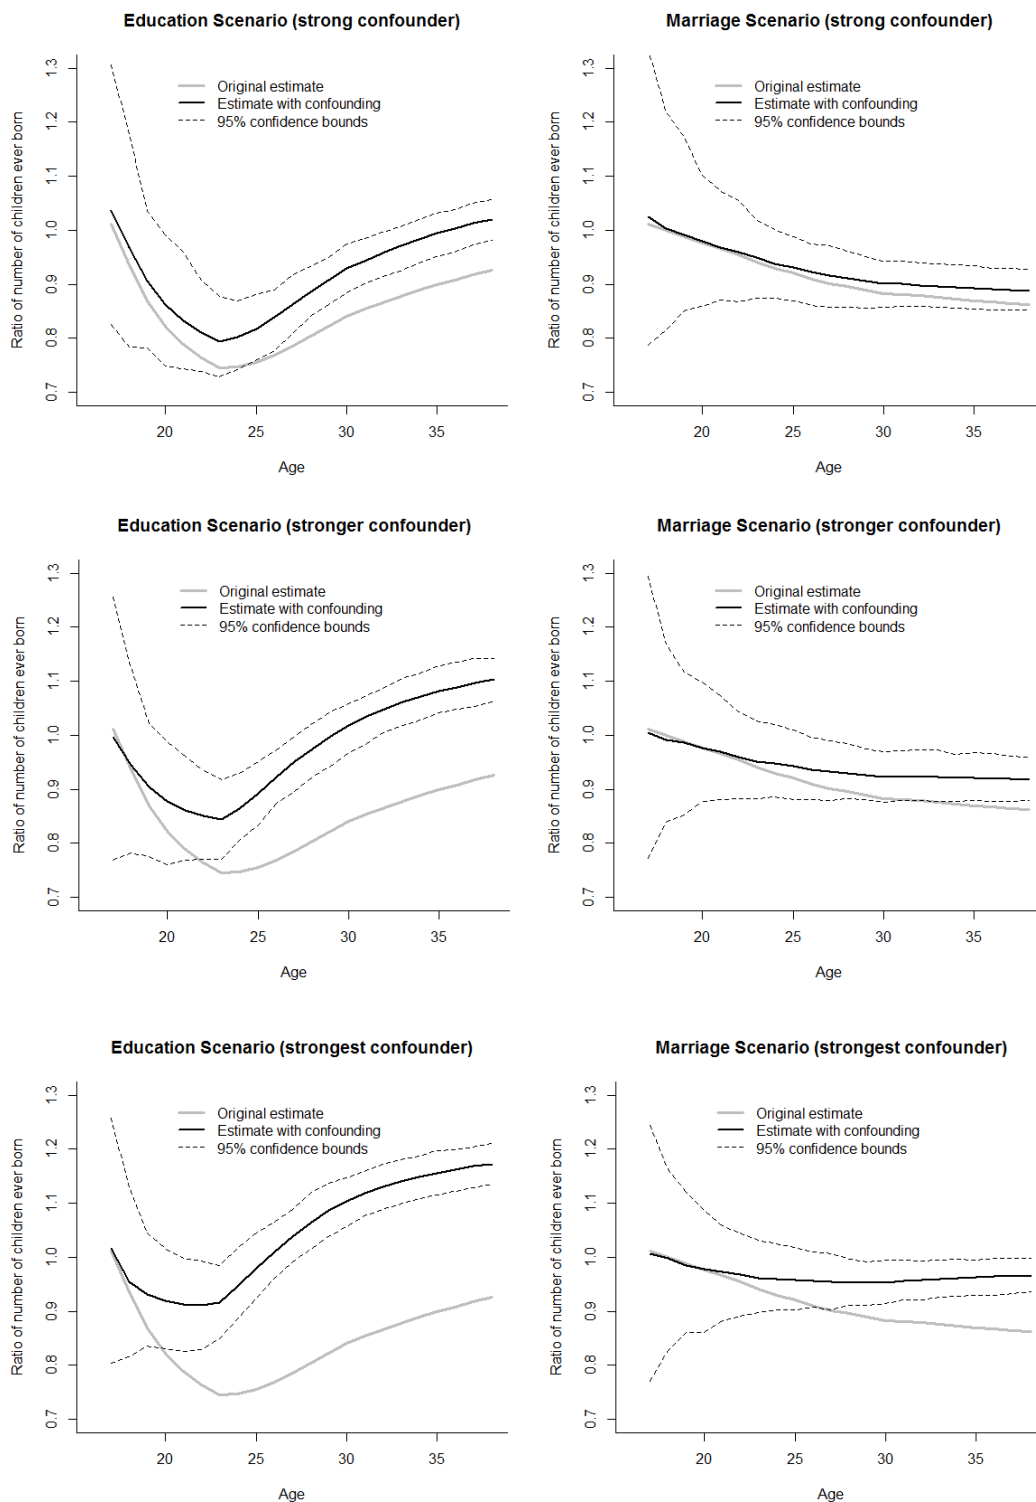 Education Scenario (strong confounder)
Ratio of number of children ever born
1.3
1.2
1.1
1.0
0.9
0.8
0.7
Original estimate
Estimate with confounding
95% confidence bounds
20 25 30 35
Age
Marriage Scenario (strong confounder)
Ratio of number of children ever born
1.3
1.2
1.1
1.0
0.9
0.8
0.7
Original estimate
Estimate with confounding
95% confidence bounds
20 25 30 35
Age
Education Scenario (stronger confounder)
Ratio of number of children ever born
1.3
1.2
1.1
1.0
0.9
0.8
0.7
Original estimate
Estimate with confounding
95% confidence bounds
20 25 30 35
Age
Marriage Scenario (stronger confounder)
Ratio of number of children ever born
1.3
1.2
1.1
1.0
0.9
0.8
0.7
Original estimate
Estimate with confounding
95% confidence bounds
20 25 30 35
Age
Education Scenario (strongest confounder)
Ratio of number of children ever born
1.3
1.2
1.1
1.0
0.9
0.8
0.7
Original estimate
Estimate with confounding
95% confidence bounds
20 25 30 35
Age
Marriage Scenario (strongest confounder)
Ratio of number of children ever born
1.3
1.2
1.1
1.0
0.9
0.8
0.7
Original estimate
Estimate with confounding
95% confidence bounds
20 25 30 35
Age